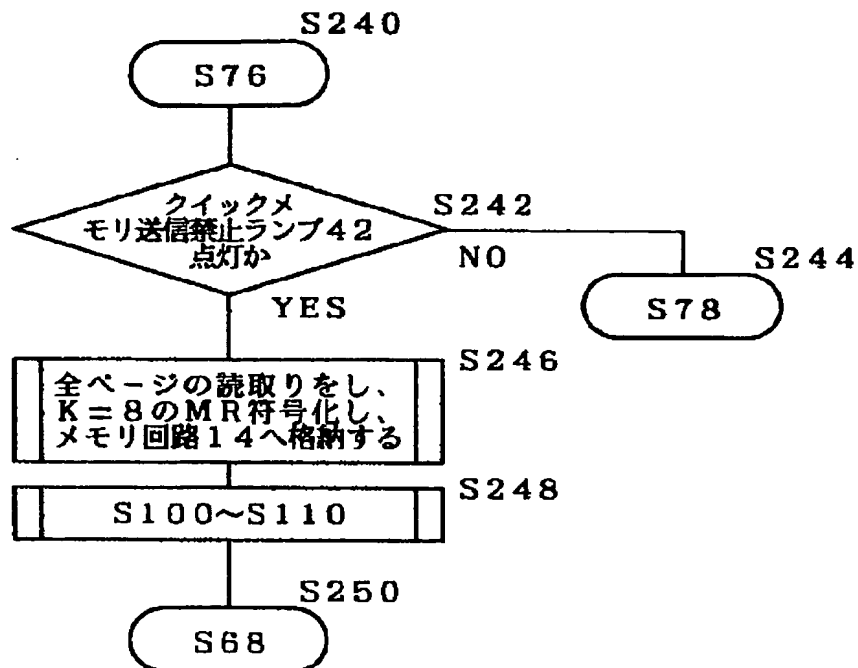 S240
S76
クイックメ
モリ送信禁止ランプ42
点灯か
S242
NO
S244
S78
YES
S246
全ページの読取りをし、
K=8のMR符号化し、
メモリ回路14へ格納する
S248
S100~S110
S250
S68